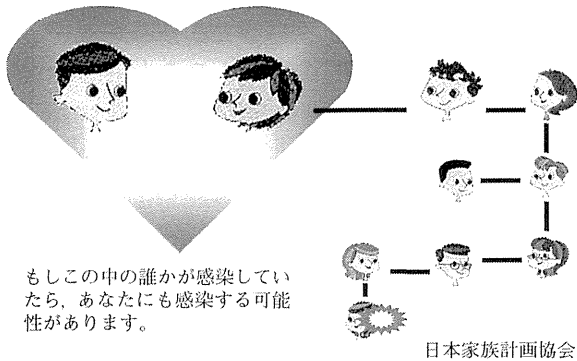 もしこの中の誰かが感染してい
たら，あなたにも感染する可能
性があります。
日本家族計画協会